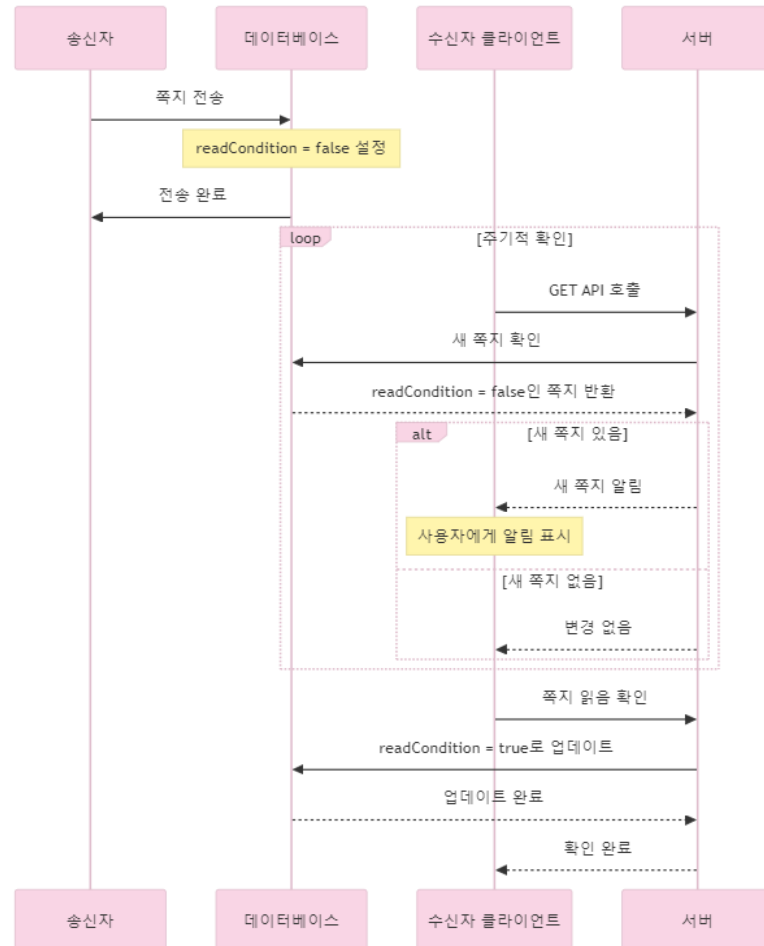 송신자
데이터베이스
수신자 클라이언트
서버
쪽지 전송
readCondition = false 설정
전송 완료
loop
[주기적 확인]
GET API 호출
새 쪽지 확인
readCondition = false인 쪽지 반환
alt
[새 쪽지 있음]
새 쪽지 알림
사용자에게 알림 표시
[새 쪽지 없음]
변경 없음
쪽지 읽음 확인
readCondition = true로 업데이트
업데이트 완료
확인 완료
송신자
데이터베이스
수신자 클라이언트
서버